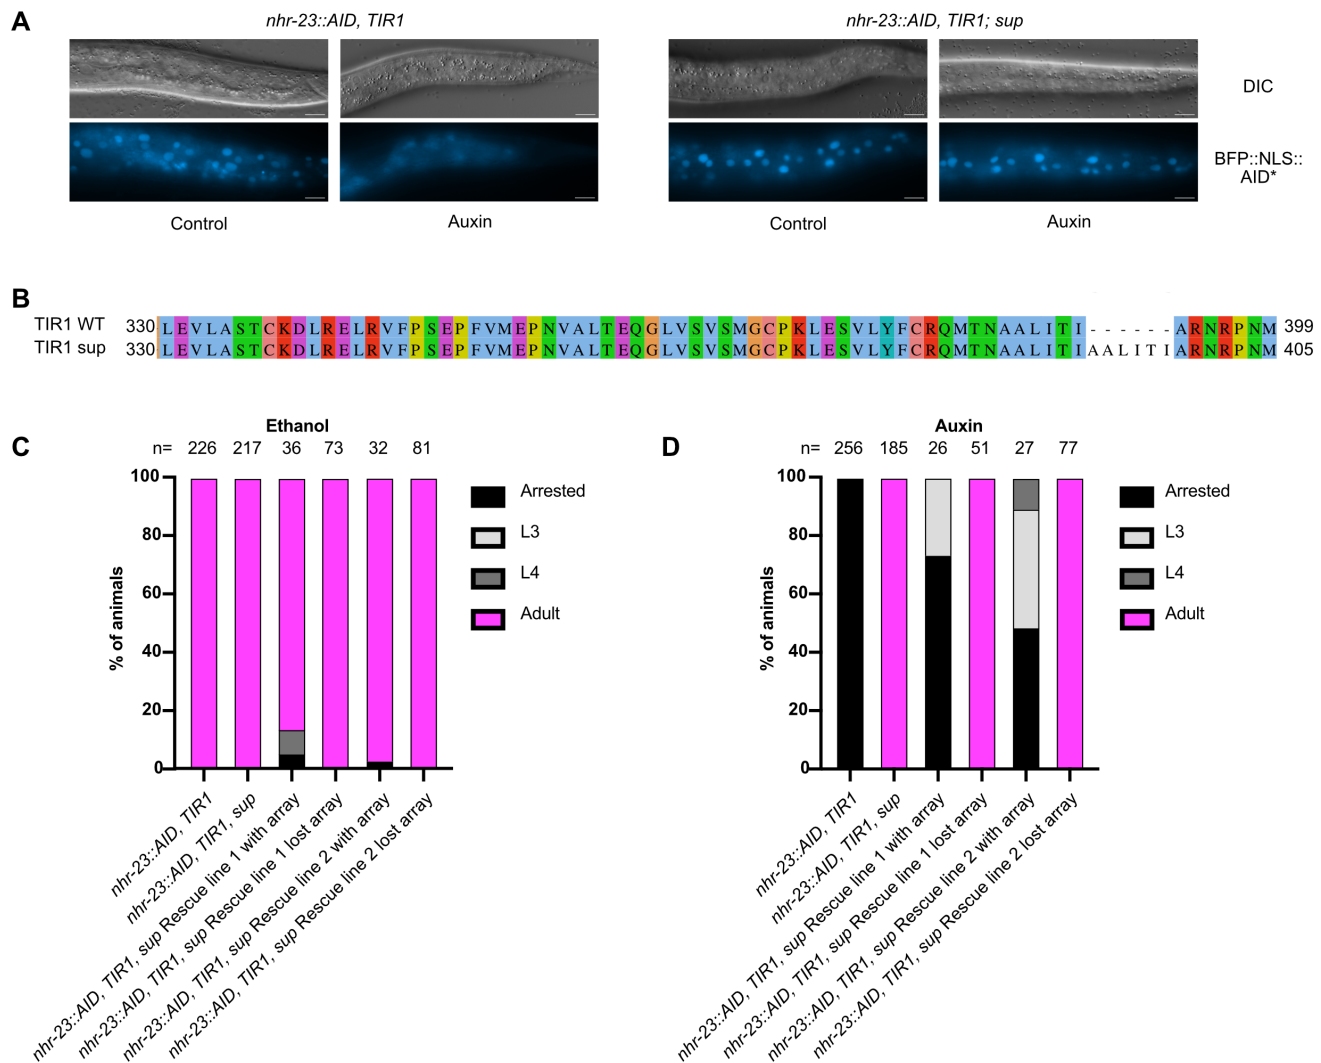 A
nhr-23::AID, TIR1
nhr-23::AID, TIR1; sup
DIC
BFP::NLS::
AID*
Control
Auxin
Control
Auxin
B
TIR1 WT 330 LEVLASTCKDLRELRVFPSEPFVMEPNVALTEQGLVSVSMGCPKLESVLYFCRQMTNAALITI------ARNRPNM 399
TIR1 sup 330 LEVLASTCKDLRELRVFPSEPFVMEPNVALTEQGLVSVSMGCPKLESVLYFCRQMTNAALITIAALITIARNRPNM 405
C
Ethanol
n= 226 217 36 73 32 81
100
80
60
40
20
0
% of animals
Arrested
L3
L4
Adult
nhr-23::AID, TIR1
nhr-23::AID, TIR1, sup
nhr-23::AID, TIR1, sup Rescue line 1 with array
nhr-23::AID, TIR1, sup Rescue line 1 lost array
nhr-23::AID, TIR1, sup Rescue line 2 with array
nhr-23::AID, TIR1, sup Rescue line 2 lost array
D
Auxin
n= 256 185 26 51 27 77
100
80
60
40
20
0
% of animals
Arrested
L3
L4
Adult
nhr-23::AID, TIR1
nhr-23::AID, TIR1, sup
nhr-23::AID, TIR1, sup Rescue line 1 with array
nhr-23::AID, TIR1, sup Rescue line 1 lost array
nhr-23::AID, TIR1, sup Rescue line 2 with array
nhr-23::AID, TIR1, sup Rescue line 2 lost array